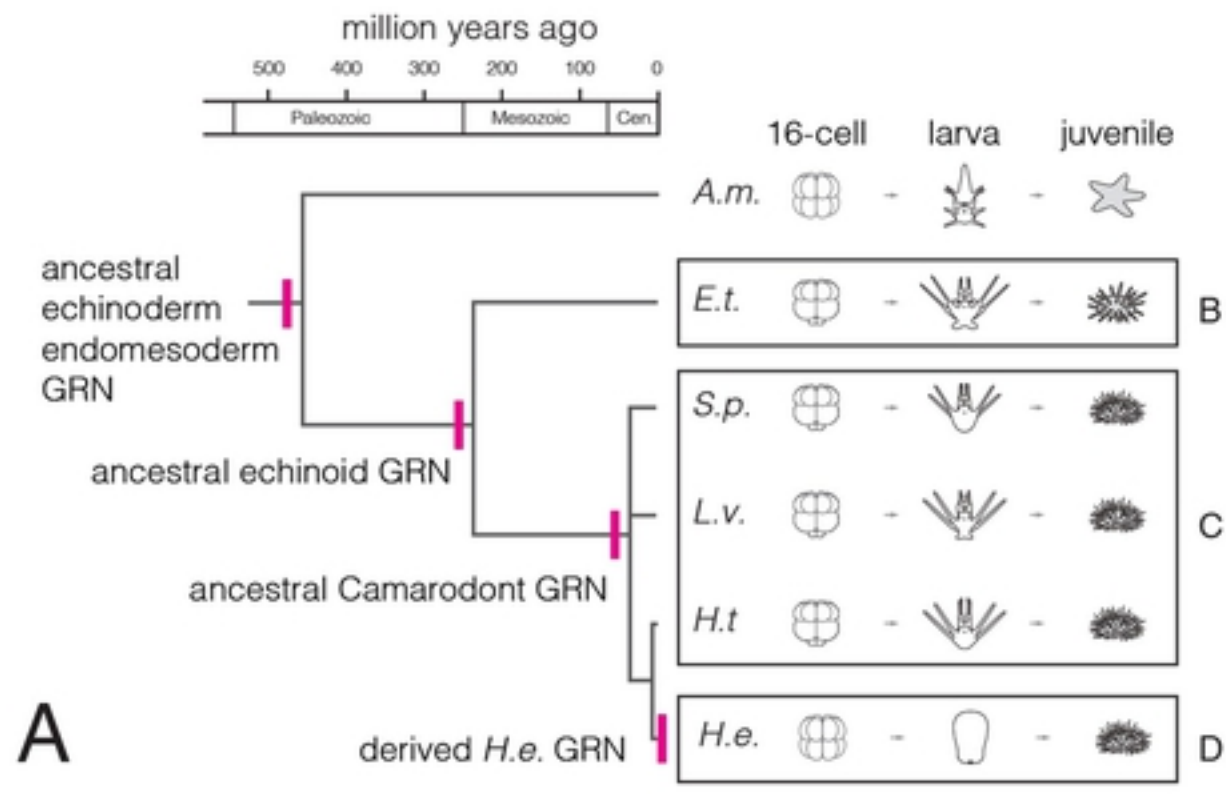 million years ago
500 400 300 200 100 0
Paleozoic Mesozoic Cen.
16-cell larva juvenile
A.m.
ancestral
echinoderm
endomesoderm
GRN
E.t.
B
S.p.
ancestral echinoid GRN
L.v.
C
ancestral Camarodont GRN
H.t
A
derived H.e. GRN
H.e.
D